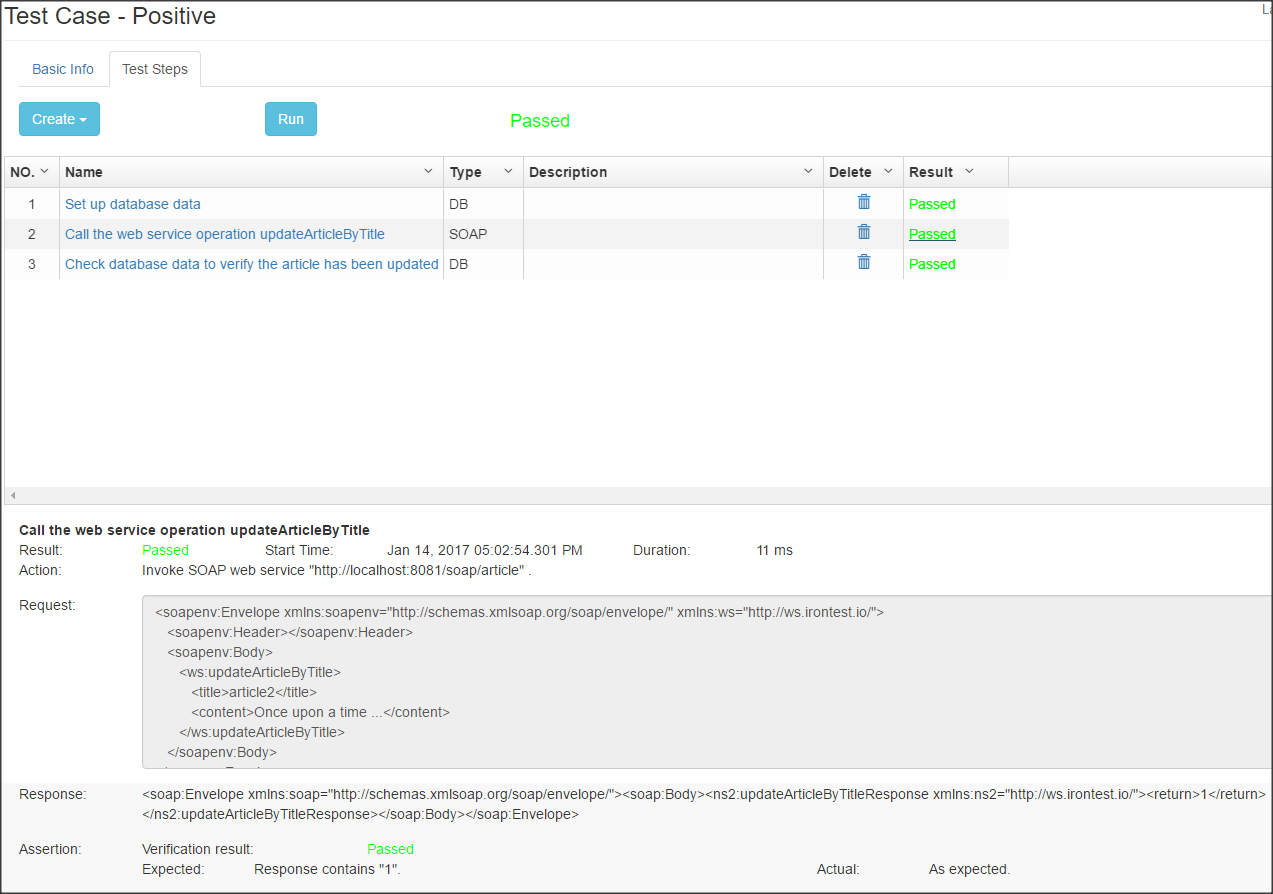 Test Case - Positive
Basic Info Test Steps
Create Run Passed
NO. Name Type Description Delete Result
1 Set up database data DB Passed
2 Call the web service operation updateArticleByTitle SOAP Passed
3 Check database data to verify the article has been updated DB Passed
Call the web service operation updateArticleByTitle
Result: Passed Start Time: Jan 14, 2017 05:02:54.301 PM Duration: 11 ms
Action: Invoke SOAP web service "http://localhost:8081/soap/article" .
Request: <soapenv:Envelope xmlns:soapenv="http://schemas.xmlsoap.org/soap/envelope/" xmlns:ws="http://ws.irontest.io/">
<soapenv:Header></soapenv:Header>
<soapenv:Body>
<ws:updateArticleByTitle>
<title>article2</title>
<content>Once upon a time ...</content>
</ws:updateArticleByTitle>
</soapenv:Body>
Response: <soap:Envelope xmlns:soap="http://schemas.xmlsoap.org/soap/envelope/"><soap:Body><ns2:updateArticleByTitleResponse xmlns:ns2="http://ws.irontest.io/"><return>1</return>
</ns2:updateArticleByTitleResponse></soap:Body></soap:Envelope>
Assertion: Verification result: Passed
Expected: Response contains "1". Actual: As expected.